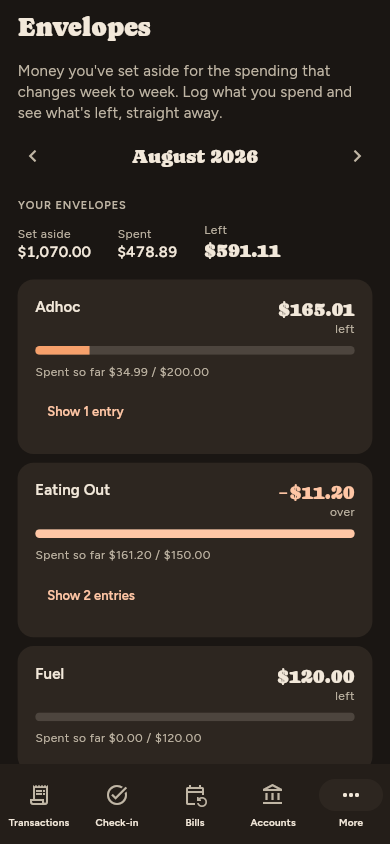 Envelopes
Money you've set aside for the spending that
changes week to week. Log what you spend and
see what's left, straight away.
August 2026
YOUR ENVELOPES
Set aside
$1,070.00
Spent
$478.89
Left
$591.11
Adhoc
$165.01
left
Spent so far $34.99 / $200.00
Show 1 entry
Eating Out
-$11.20
over
Spent so far $161.20 / $150.00
Show 2 entries
Fuel
$120.00
left
Spent so far $0.00 / $120.00
Transactions
Check-in
Bills
Accounts
More